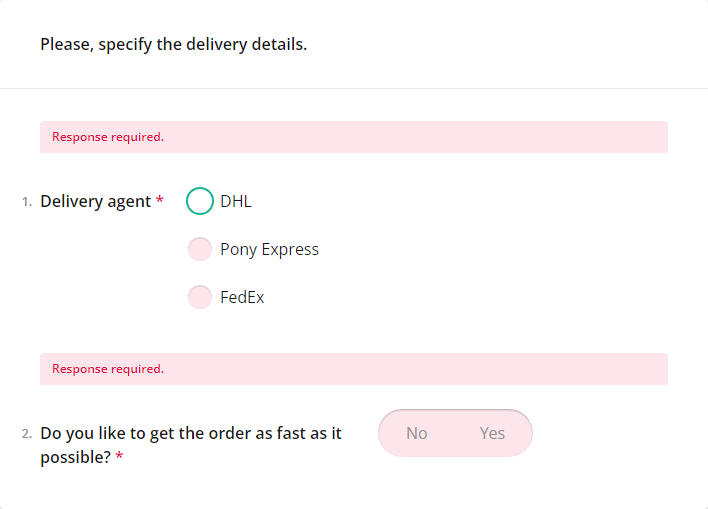 Please, specify the delivery details.
Response required.
1. Delivery agent * DHL
Pony Express
FedEx
Response required.
2. Do you like to get the order as fast as it No Yes
possible? *